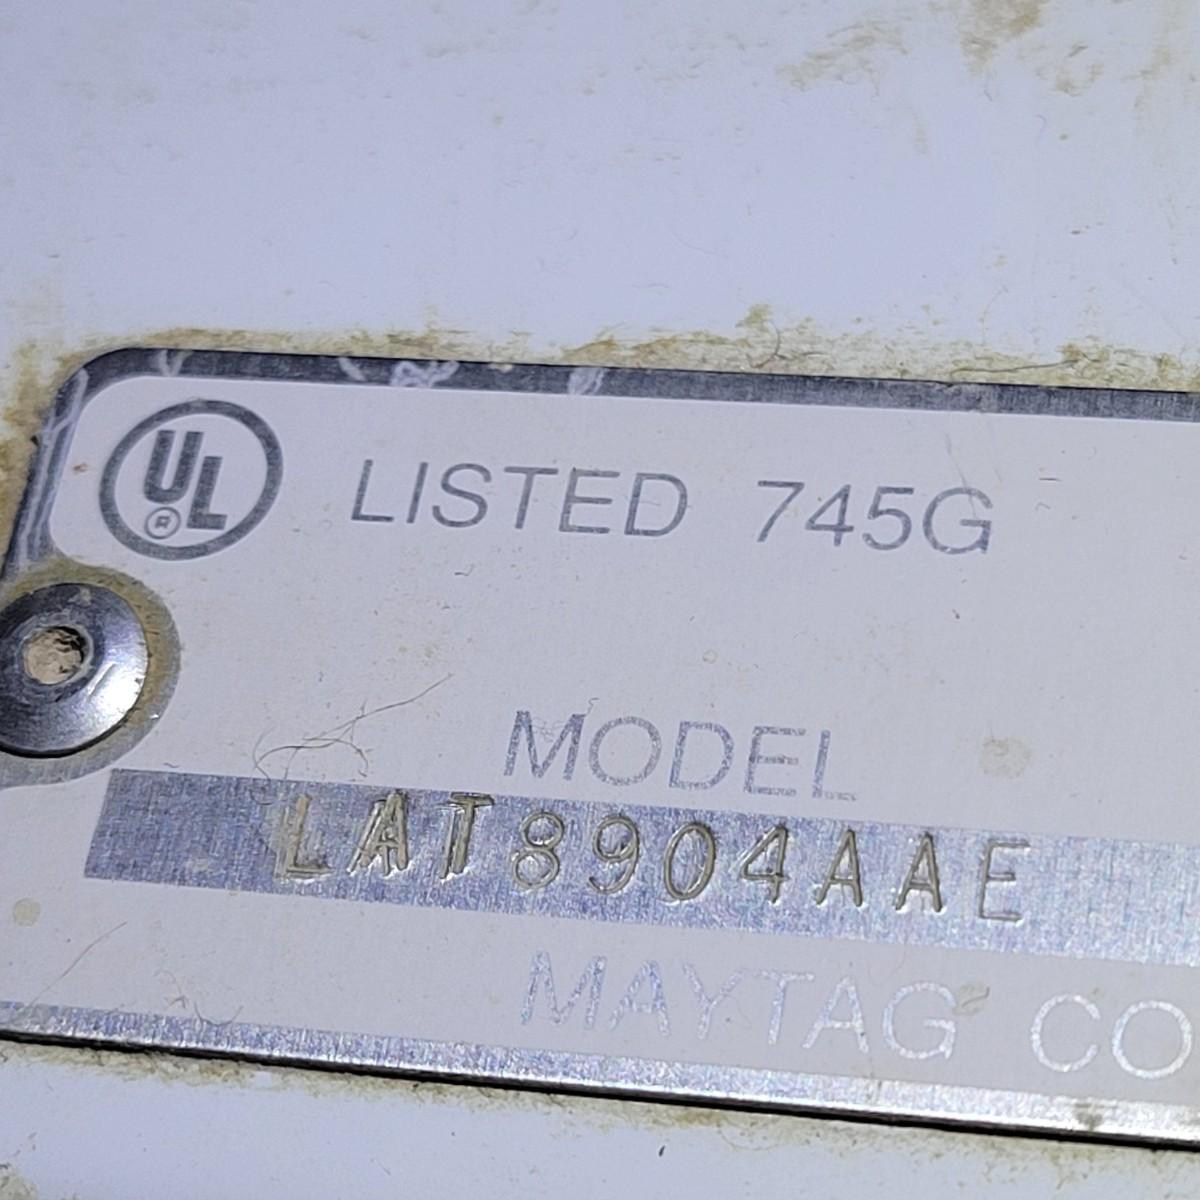 UL ® LISTED 745G
MODEL
LAT8904AAE
MAYTAG CO